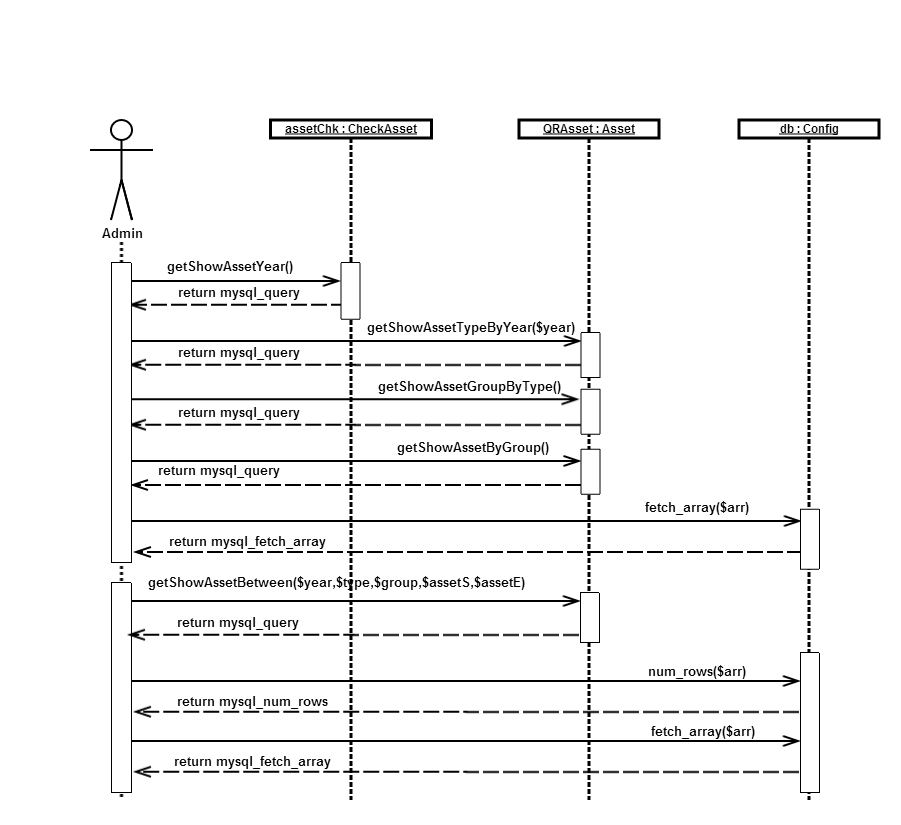 assetChk : CheckAsset
QRAsset : Asset
db : Config
Admin
getShowAssetYear()
return mysql_query
getShowAssetTypeByYear($year)
return mysql_query
getShowAssetGroupByType()
return mysql_query
getShowAssetByGroup()
return mysql_query
fetch_array($arr)
return mysql_fetch_array
getShowAssetBetween($year,$type,$group,$assetS,$assetE)
return mysql_query
num_rows($arr)
return mysql_num_rows
fetch_array($arr)
return mysql_fetch_array